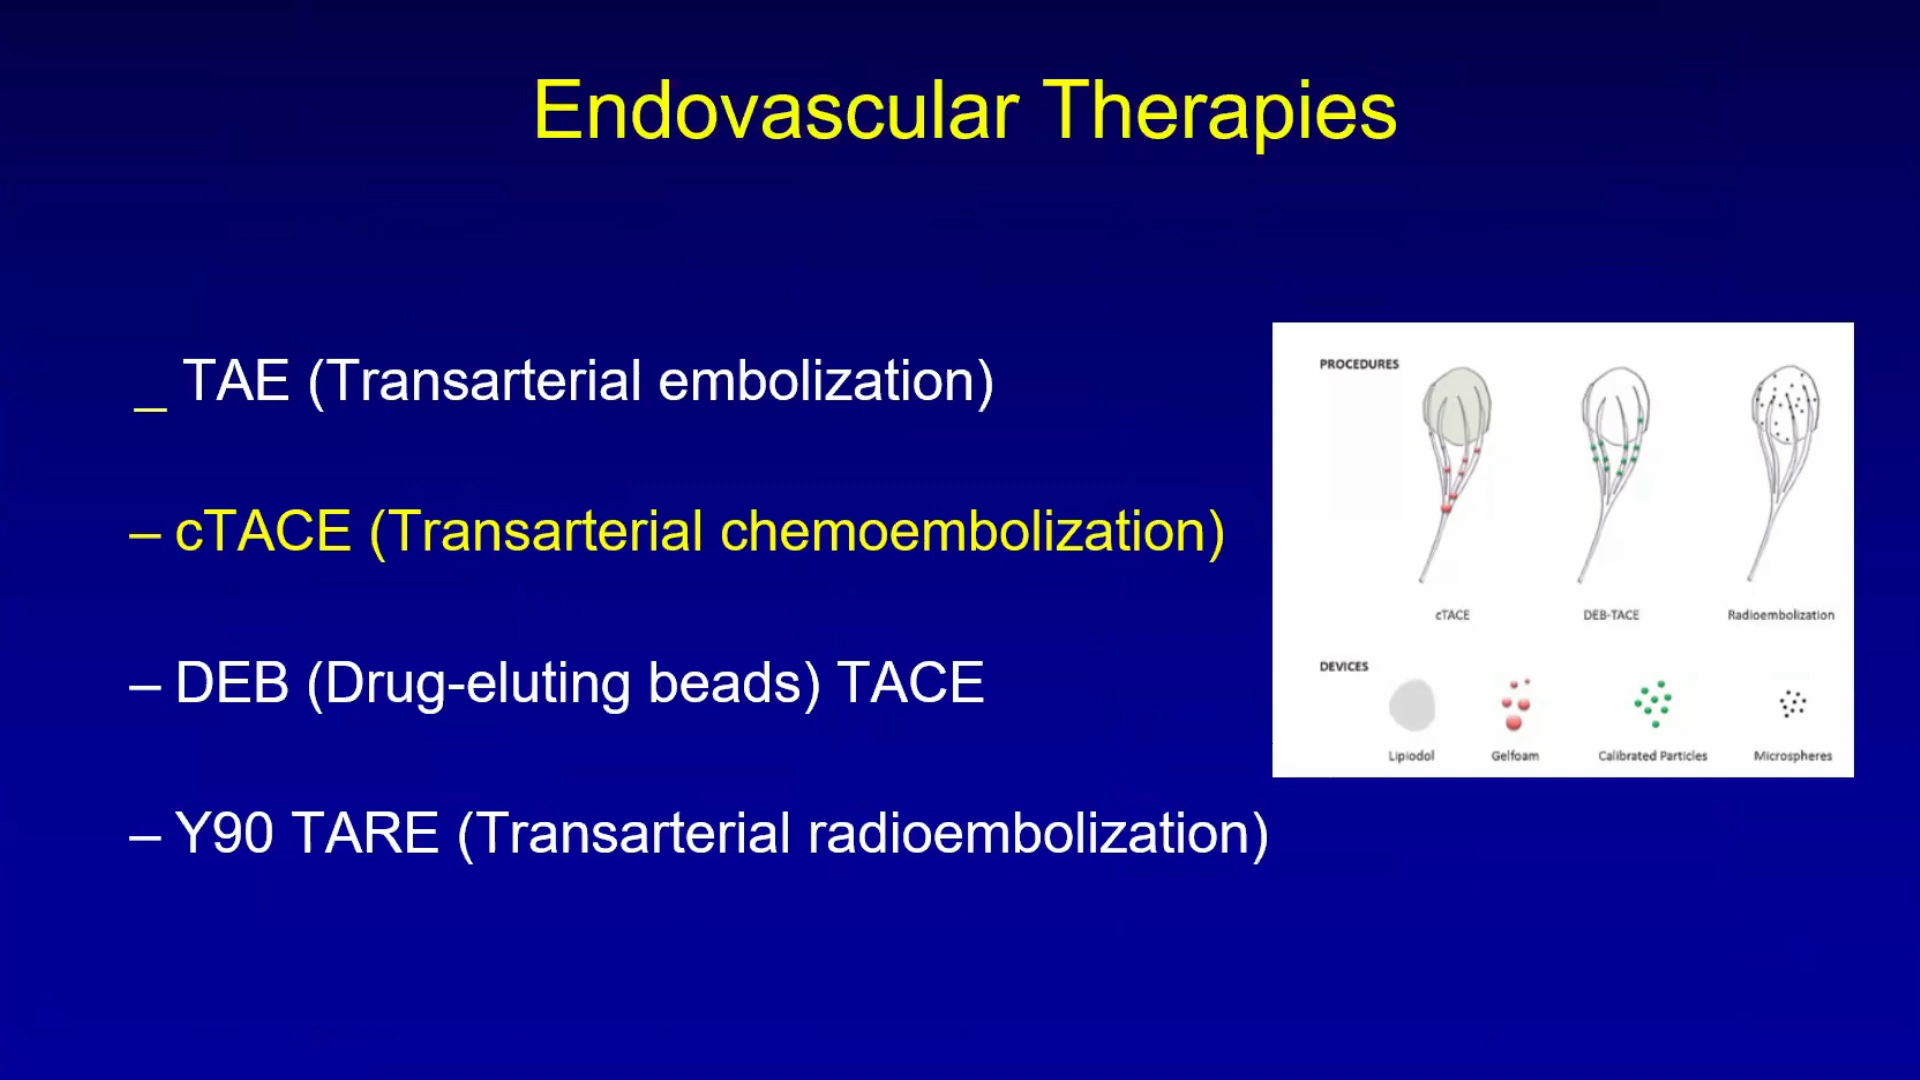 Endovascular Therapies
_ TAE (Transarterial embolization)
– cTACE (Transarterial chemoembolization)
– DEB (Drug-eluting beads) TACE
– Y90 TARE (Transarterial radioembolization)
PROCEDURES
cTACE DEB-TACE Radioembolization
DEVICES
Lipiodol Gelfoam Calibrated Particles Microspheres